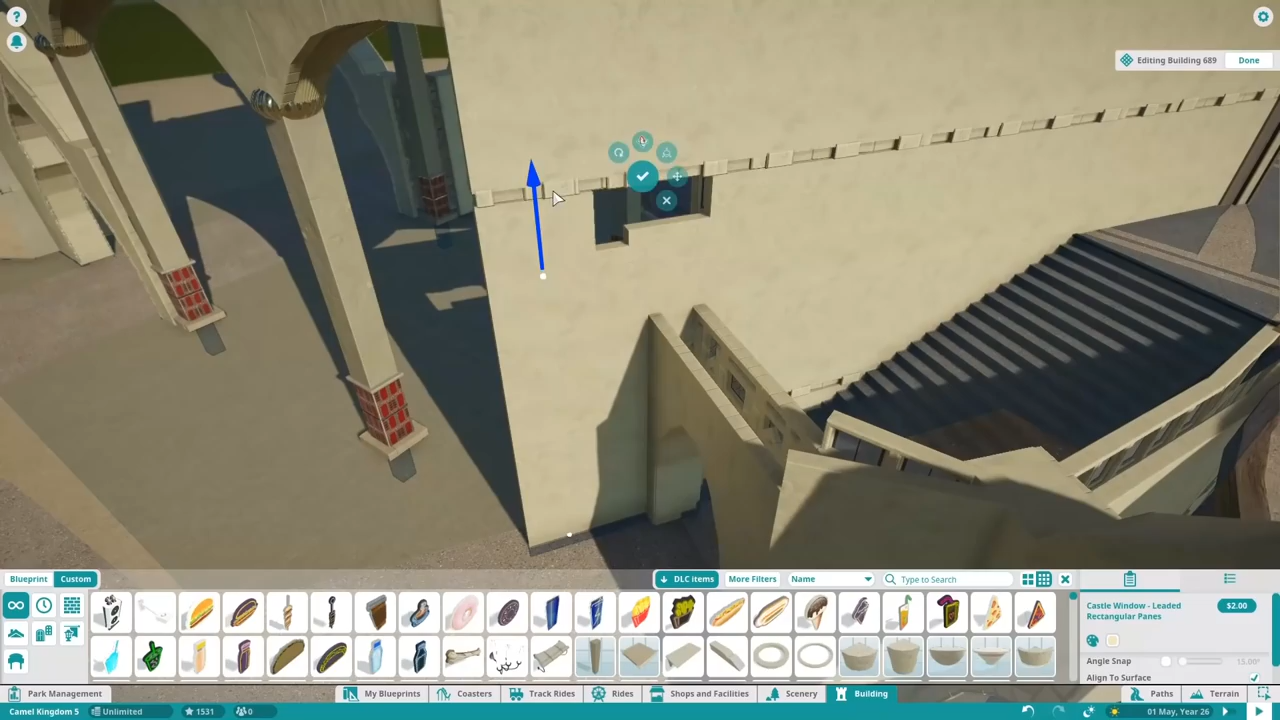 Editing Building 689 Done
Blueprint Custom DLC items More Filters Name Type to Search
Castle Window - Leaded Rectangular Panes $2.00
Angle Snap 15.00°
Align To Surface
Park Management My Blueprints Coasters Track Rides Rides Shops and Facilities Scenery Building Paths Terrain
Camel Kingdom 5 Unlimited 1531 0 01 May, Year 26